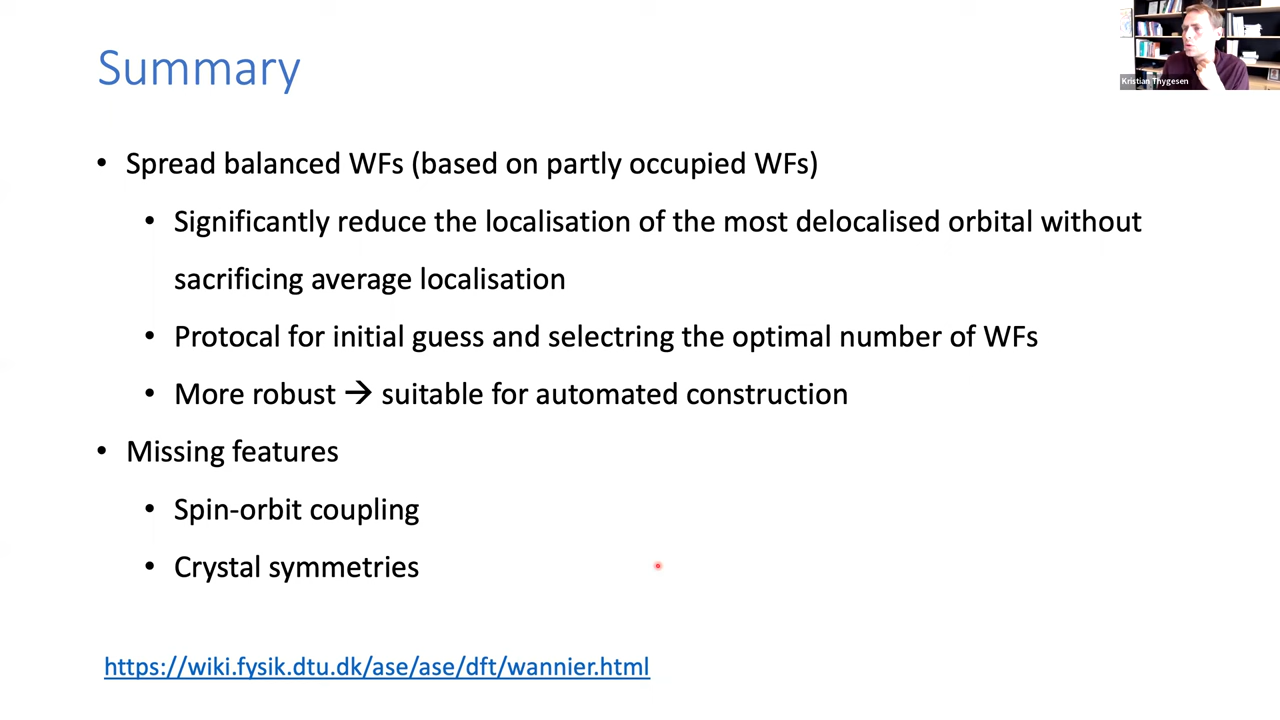 Summary
Kristian Thygesen
• Spread balanced WFs (based on partly occupied WFs)
• Significantly reduce the localisation of the most delocalised orbital without
sacrificing average localisation
• Protocal for initial guess and selectring the optimal number of WFs
• More robust → suitable for automated construction
• Missing features
• Spin-orbit coupling
• Crystal symmetries
https://wiki.fysik.dtu.dk/ase/ase/dft/wannier.html